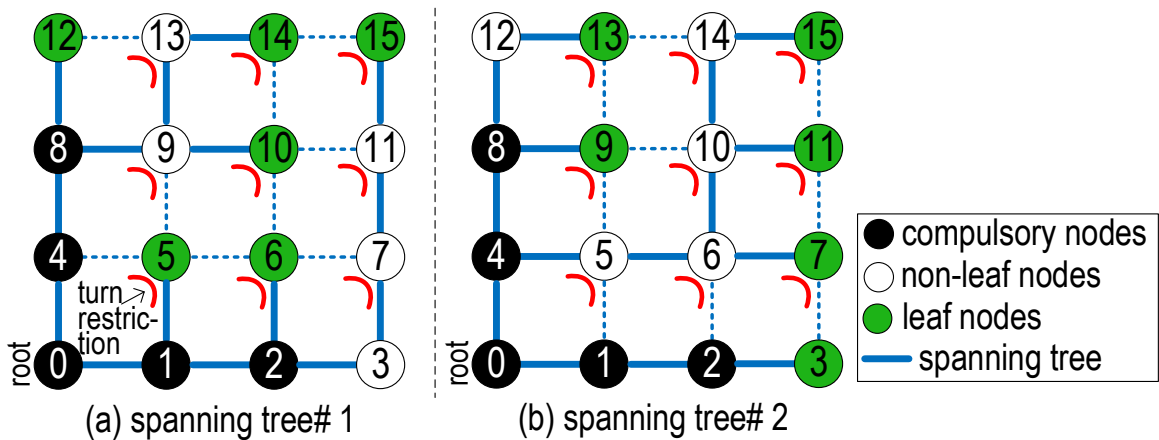 12 13 14 15 12 13 14 15
8 9 10 11 8 9 10 11
4 5 6 7 4 5 6 7
turn
restric-
tion
root 0 1 2 3 root 0 1 2 3
(a) spanning tree# 1
(b) spanning tree# 2
compulsory nodes
non-leaf nodes
leaf nodes
spanning tree